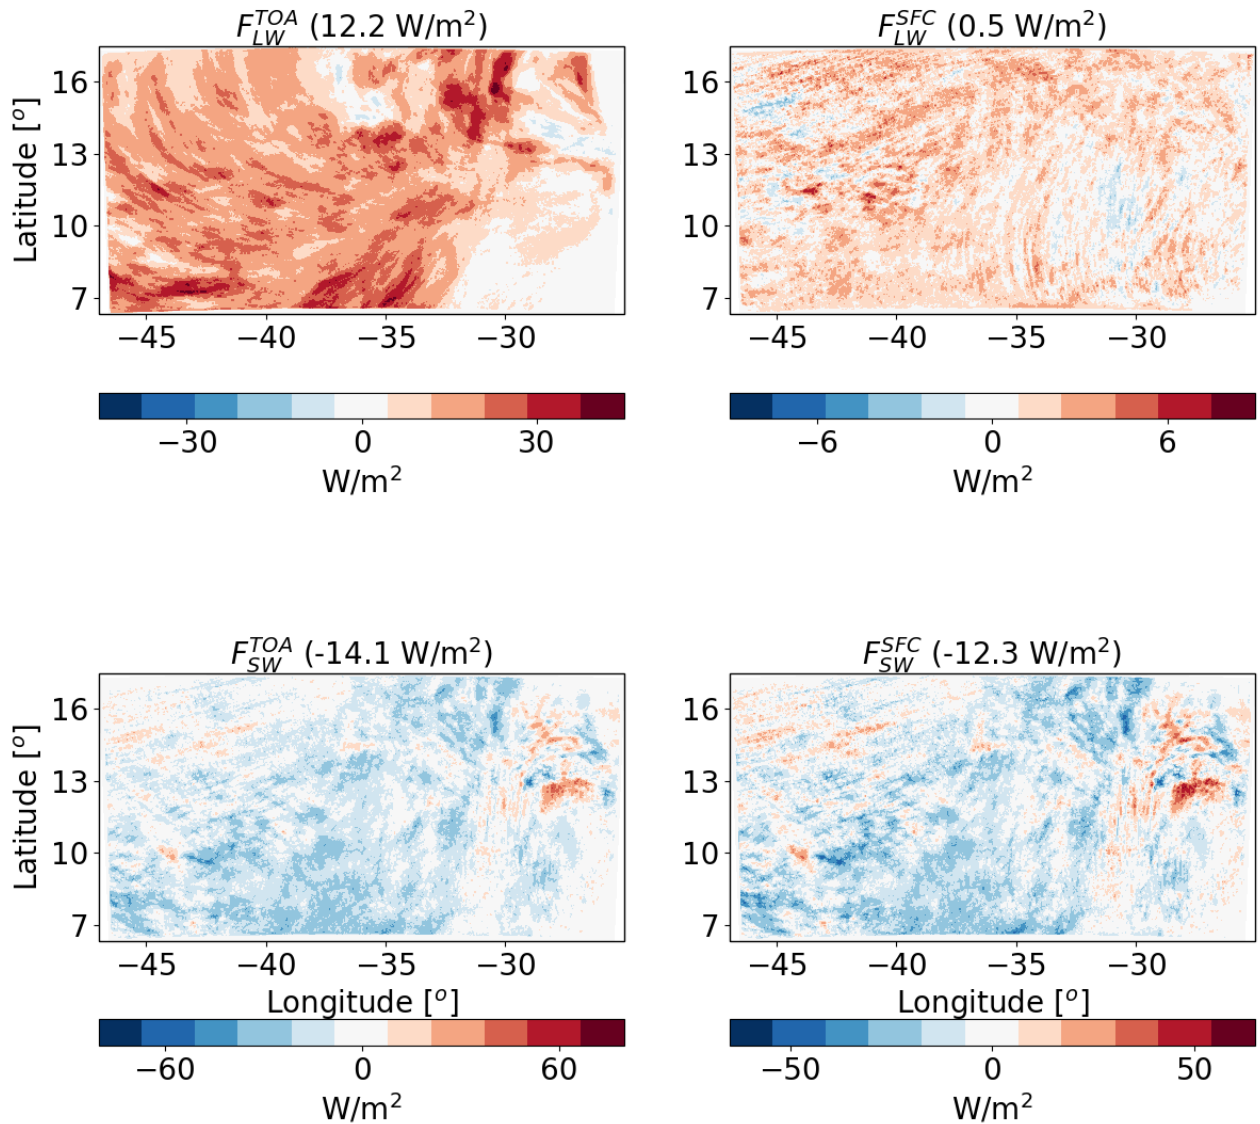 F_LW^TOA (12.2 W/m²)
F_LW^SFC (0.5 W/m²)
Latitude [°]
16
13
10
7
16
13
10
7
−45 −40 −35 −30
−45 −40 −35 −30
−30 0 30
−6 0 6
W/m²
W/m²
F_SW^TOA (-14.1 W/m²)
F_SW^SFC (-12.3 W/m²)
Latitude [°]
16
13
10
7
16
13
10
7
−45 −40 −35 −30
−45 −40 −35 −30
Longitude [°]
Longitude [°]
−60 0 60
−50 0 50
W/m²
W/m²